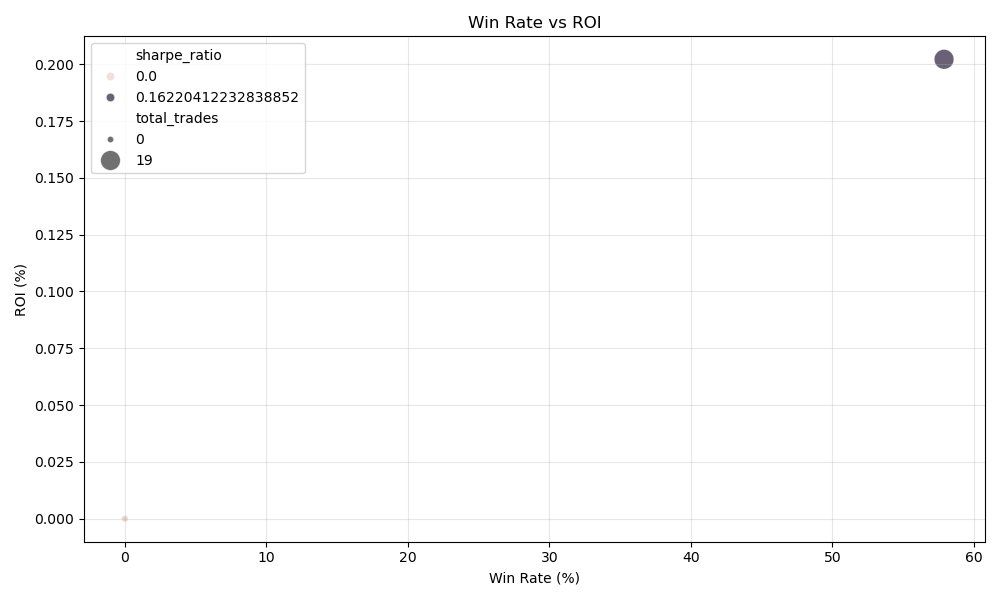 Win Rate vs ROI
sharpe_ratio
0.0
0.16220412232838852
total_trades
0
19
0.200
0.175
0.150
0.125
0.100
0.075
0.050
0.025
0.000
ROI (%)
0 10 20 30 40 50 60
Win Rate (%)